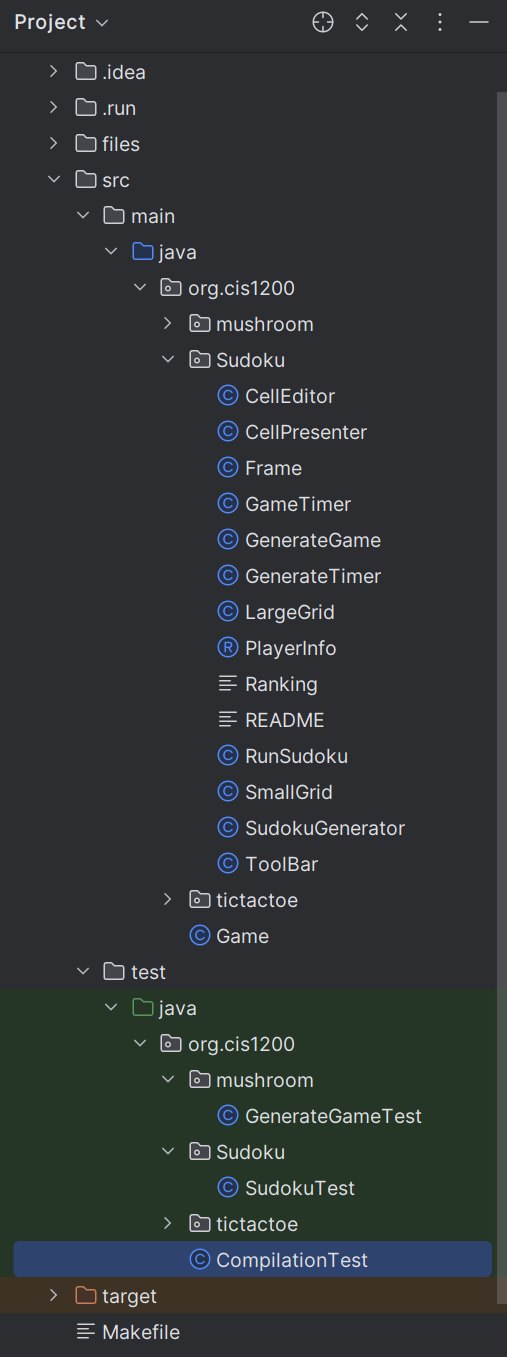 Project
.idea
.run
files
src
main
java
org.cis1200
mushroom
Sudoku
CellEditor
CellPresenter
Frame
GameTimer
GenerateGame
GenerateTimer
LargeGrid
PlayerInfo
Ranking
README
RunSudoku
SmallGrid
SudokuGenerator
ToolBar
tictactoe
Game
test
java
org.cis1200
mushroom
GenerateGameTest
Sudoku
SudokuTest
tictactoe
CompilationTest
target
Makefile